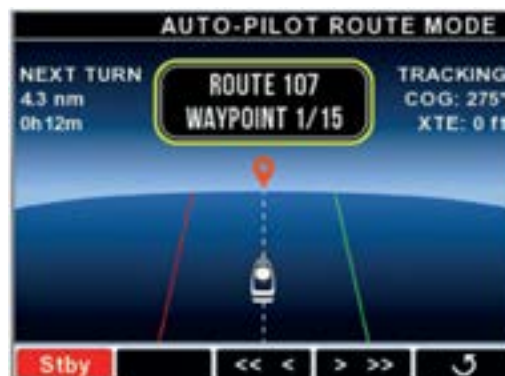 AUTO-PILOT ROUTE MODE
NEXT TURN
4.3 nm
0h12m
ROUTE 107
WAYPOINT 1/15
TRACKING
COG: 275°
XTE: 0 ft
Stby
<< <
> >>